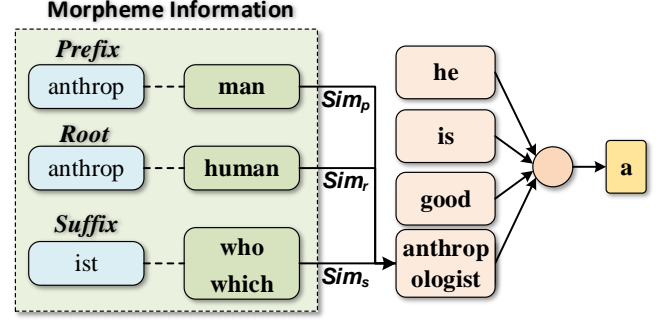 Morpheme Information
Prefix
anthrop
man
Sim_p
Root
anthrop
human
Sim_r
Suffix
ist
who
which
Sim_s
he
is
good
anthrop
ologist
a